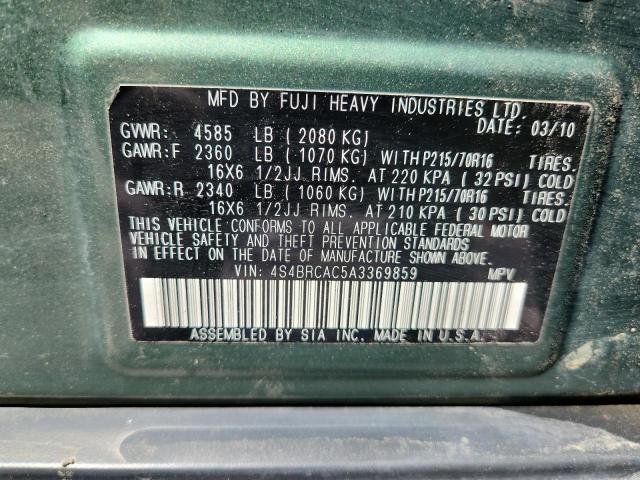 MFD BY FUJI HEAVY INDUSTRIES LTD.
DATE: 03/10
GVWR: 4585 LB ( 2080 KG)
GAWR:F 2360 LB ( 1070 KG) WITH P215/70R16 TIRES.
16X6 1/2JJ RIMS. AT 220 KPA ( 32 PSI) COLD
GAWR:R 2340 LB ( 1060 KG) WITH P215/70R16 TIRES.
16X6 1/2JJ RIMS. AT 210 KPA ( 30 PSI) COLD
THIS VEHICLE CONFORMS TO ALL APPLICABLE FEDERAL MOTOR
VEHICLE SAFETY AND THEFT PREVENTION STANDARDS
IN EFFECT ON THE DATE OF MANUFACTURE SHOWN ABOVE.
VIN: 4S4BRCAC5A3369859 MPV
ASSEMBLED BY SIA INC. MADE IN U.S.A